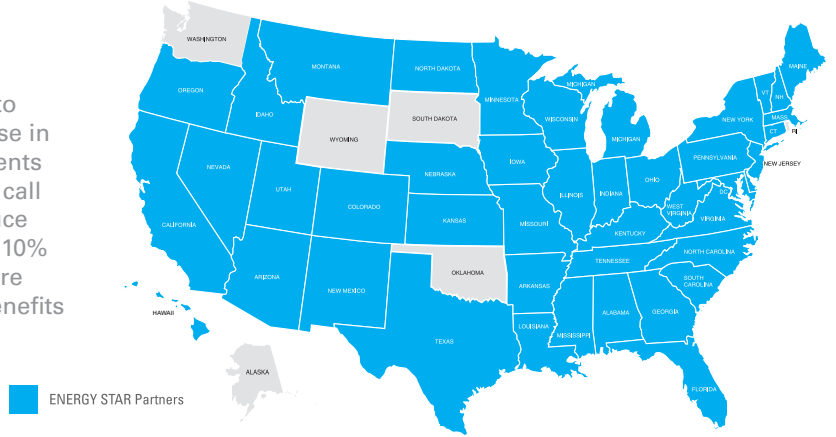 to
se in
ents
call
uce
10%
re
enefits
WASHINGTON
OREGON
IDAHO
MONTANA
NORTH DAKOTA
SOUTH DAKOTA
WYOMING
NEBRASKA
MINNESOTA
WISCONSIN
MICHIGAN
MICHIGAN
IOWA
ILLINOIS
INDIANA
OHIO
PENNSYLVANIA
NEW YORK
VT
NH
MAINE
MASS
CT
RI
NEW JERSEY
DC
WEST
VIRGINIA
VIRGINIA
KENTUCKY
NORTH CAROLINA
TENNESSEE
SOUTH
CAROLINA
GEORGIA
ALABAMA
MISSISSIPPI
FLORIDA
LOUISIANA
ARKANSAS
MISSOURI
KANSAS
OKLAHOMA
TEXAS
NEW MEXICO
COLORADO
UTAH
ARIZONA
NEVADA
CALIFORNIA
HAWAII
ALASKA
ENERGY STAR Partners